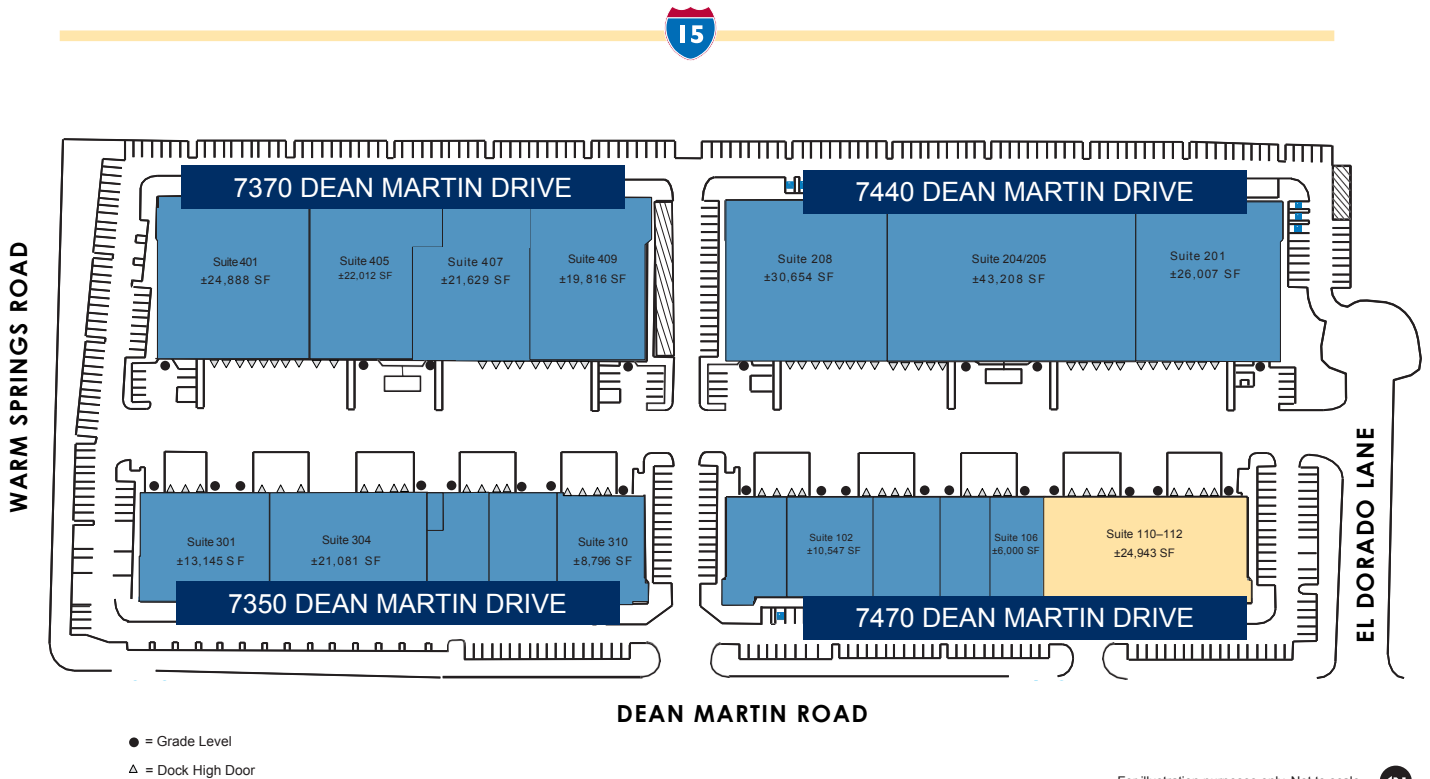 15
7370 DEAN MARTIN DRIVE
7440 DEAN MARTIN DRIVE
Suite 401
±24,888 SF
Suite 405
±22,012 SF
Suite 407
±21,629 SF
Suite 409
±19,816 SF
Suite 208
±30,654 SF
Suite 204/205
±43,208 SF
Suite 201
±26,007 SF
WARM SPRINGS ROAD
EL DORADO LANE
Suite 301
±13,145 SF
Suite 304
±21,081 SF
Suite 310
±8,796 SF
Suite 102
±10,547 SF
Suite 106
±6,000 SF
Suite 110–112
±24,943 SF
7350 DEAN MARTIN DRIVE
7470 DEAN MARTIN DRIVE
DEAN MARTIN ROAD
= Grade Level
= Dock High Door